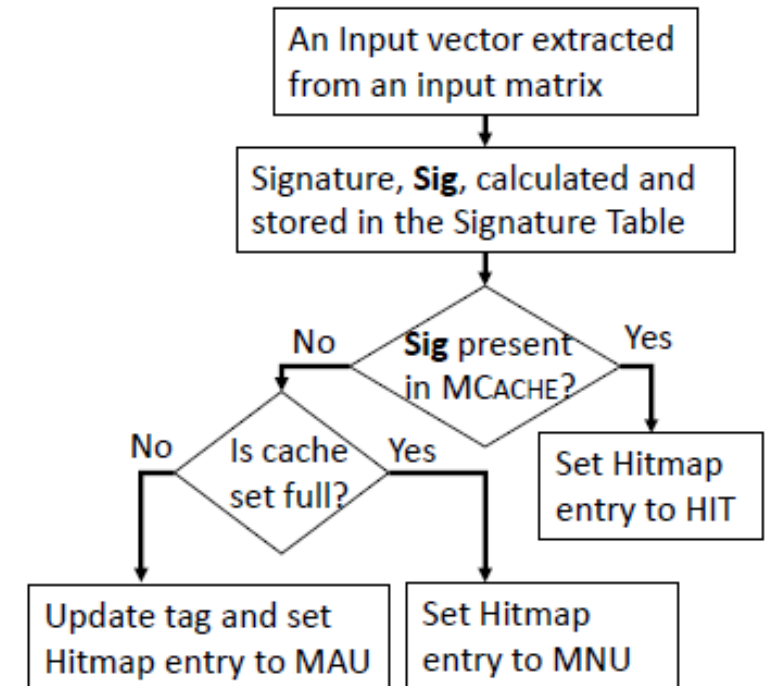 An Input vector extracted
from an input matrix
Signature, Sig, calculated and
stored in the Signature Table
No
Sig present
in MCACHE?
Yes
No
Is cache
set full?
Yes
Set Hitmap
entry to HIT
Update tag and set
Hitmap entry to MAU
Set Hitmap
entry to MNU